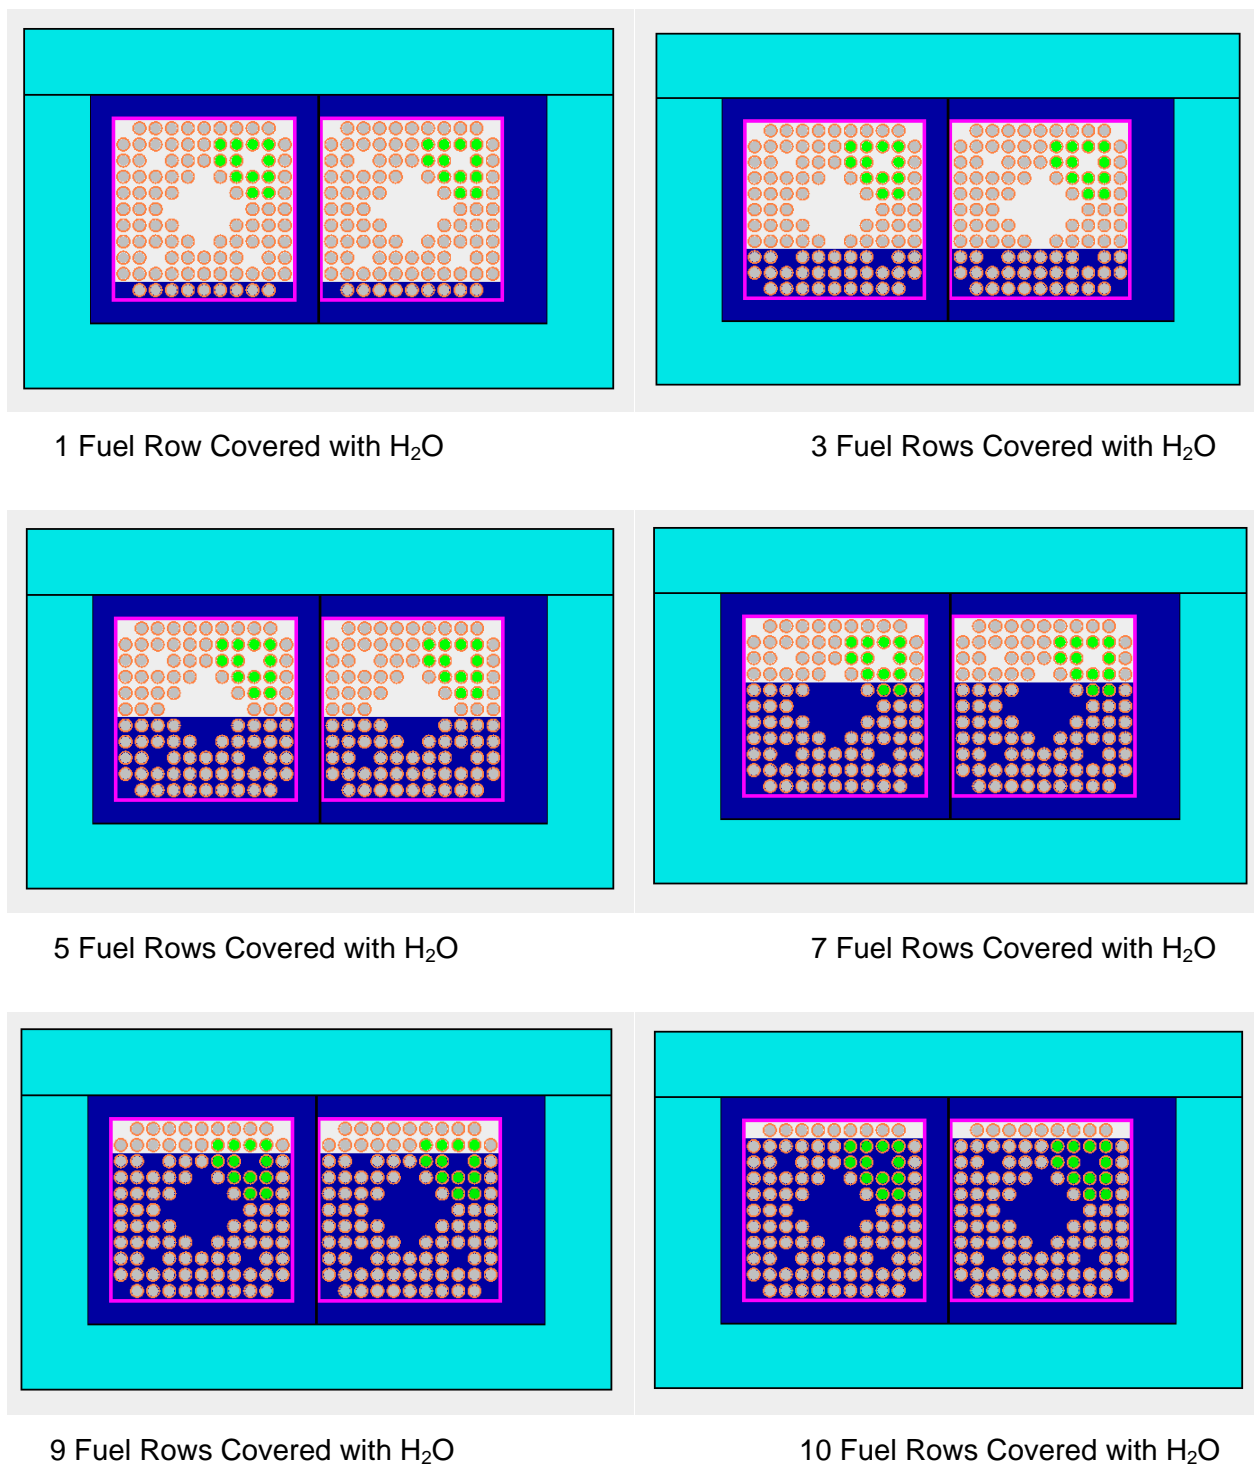 1 Fuel Row Covered with H₂O
3 Fuel Rows Covered with H₂O
5 Fuel Rows Covered with H₂O
7 Fuel Rows Covered with H₂O
9 Fuel Rows Covered with H₂O
10 Fuel Rows Covered with H₂O